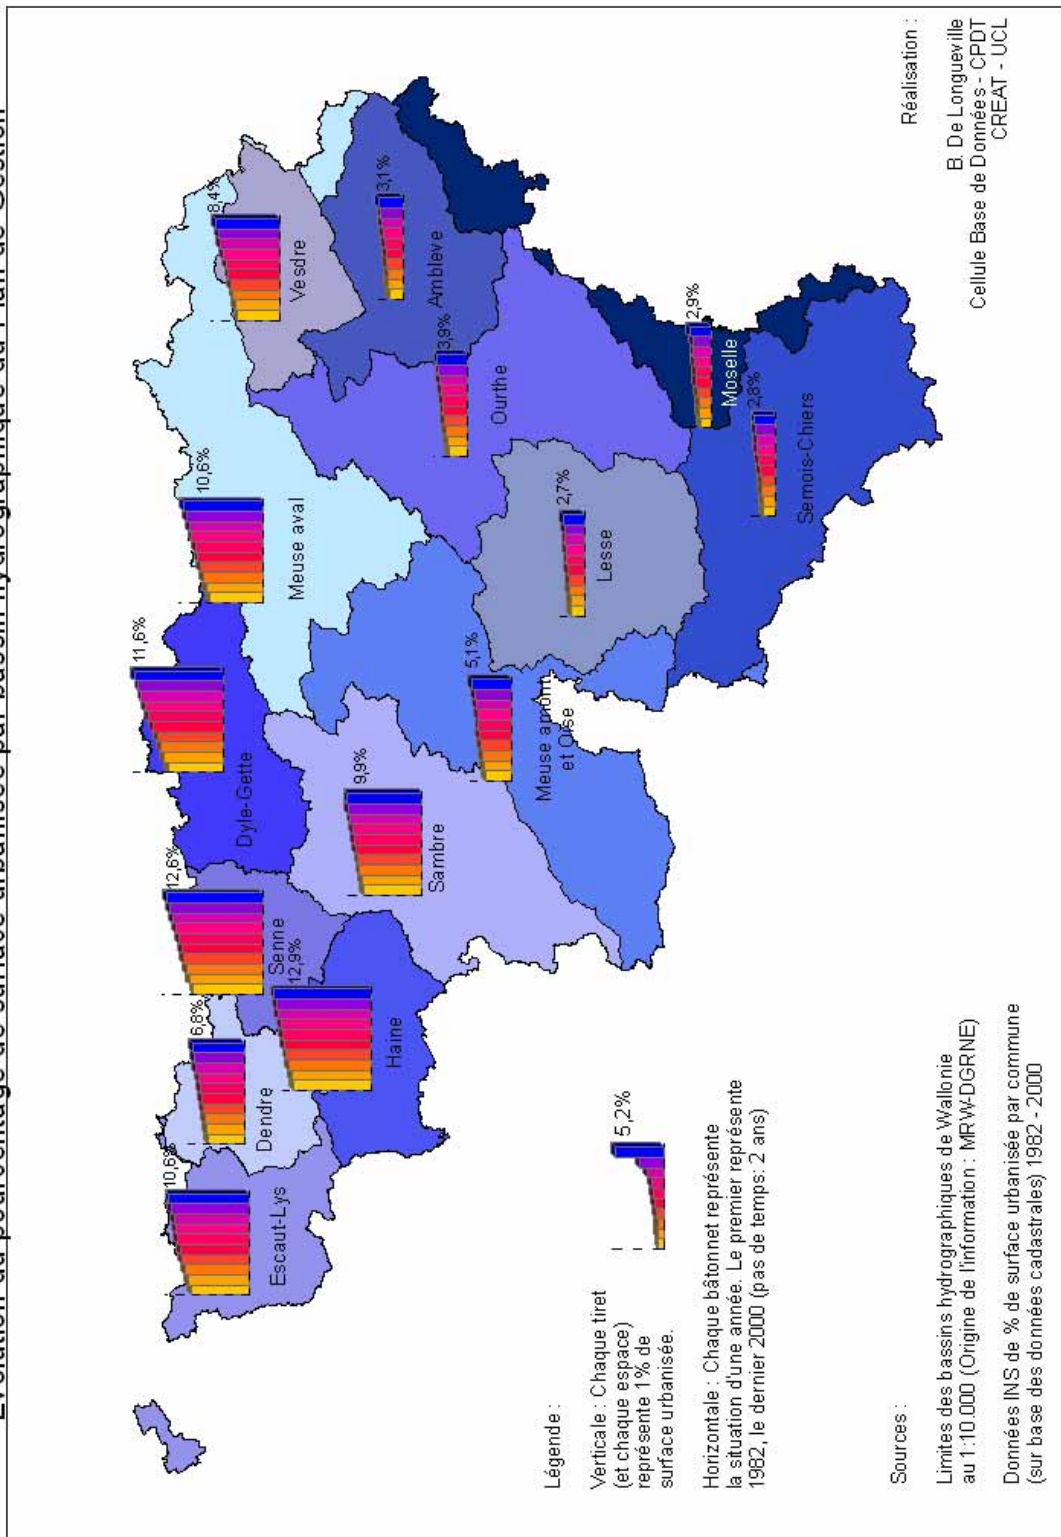 Evolution du pourcentage de surface urbanisée par bassin hydrographique du Plan de Gestion
10,6%
Escaut-Lys
6,8%
Dendre
12,6%
Senne
12,9%
Haine
11,6%
Dyle-Gette
9,9%
Sambre
10,6%
Meuse aval
5,1%
Meuse amont
et Oise
8,4%
Vesdre
3,1%
Amblève
3,9%
Ourthe
2,7%
Lesse
2,9%
Moselle
2,8%
Semois-Chiers
Légende :
Verticale : Chaque tiret
(et chaque espace)
représente 1% de
surface urbanisée.
5,2%
Horizontale : Chaque bâtonnet représente
la situation d'une année. Le premier représente
1982, le dernier 2000 (pas de temps: 2 ans)
Sources :
Limites des bassins hydrographiques de Wallonie
au 1:10.000 (Origine de l'information : MRW-DGRNE)
Données INS de % de surface urbanisée par commune
(sur base des données cadastrales) 1982 - 2000
Réalisation :
B. De Longueville
Cellule Base de Données - CPDT
CREAT - UCL